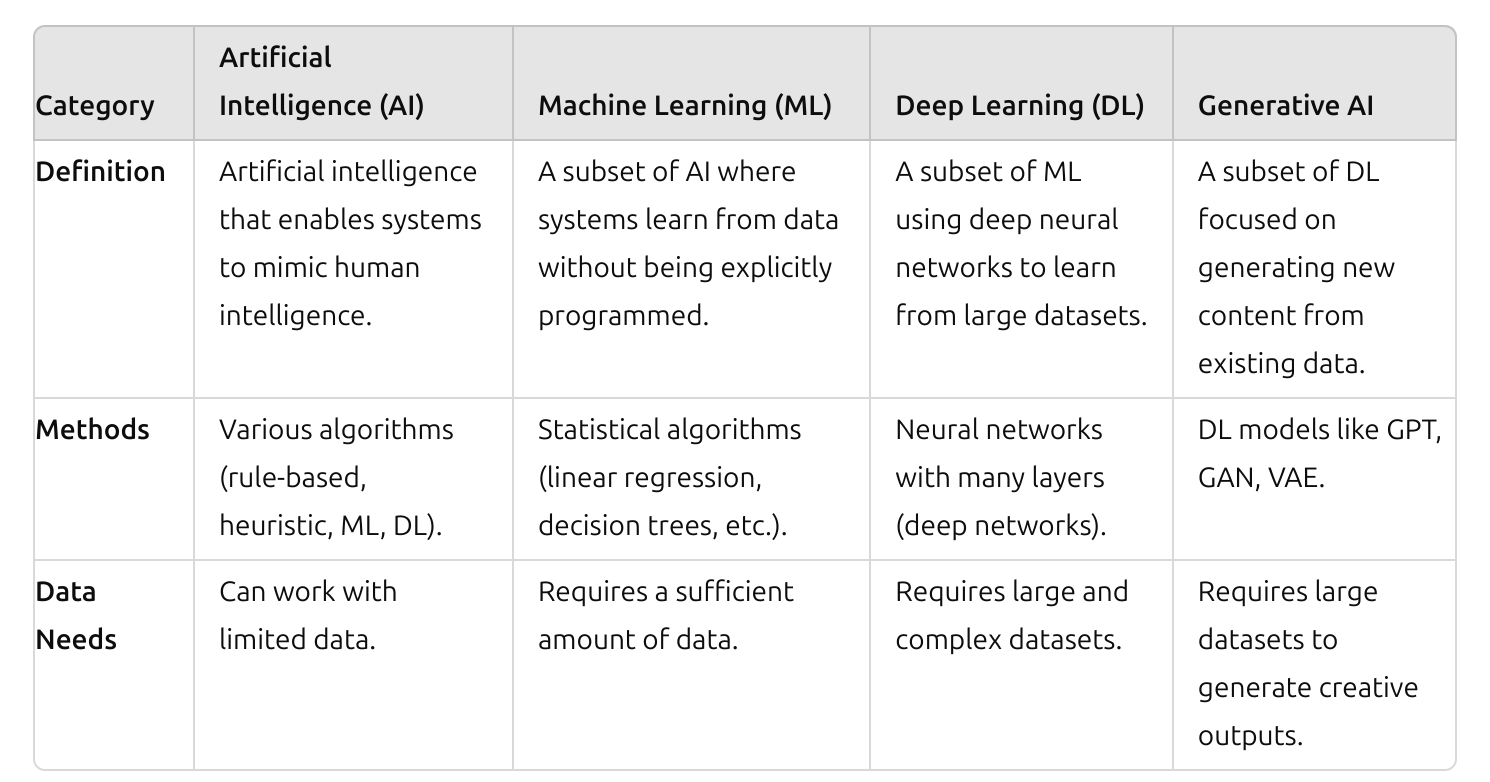 Category
Artificial
Intelligence (AI)
Machine Learning (ML)
Deep Learning (DL)
Generative AI
Definition
Artificial intelligence
that enables systems
to mimic human
intelligence.
A subset of AI where
systems learn from data
without being explicitly
programmed.
A subset of ML
using deep neural
networks to learn
from large datasets.
A subset of DL
focused on
generating new
content from
existing data.
Methods
Various algorithms
(rule-based,
heuristic, ML, DL).
Statistical algorithms
(linear regression,
decision trees, etc.).
Neural networks
with many layers
(deep networks).
DL models like GPT,
GAN, VAE.
Data
Needs
Can work with
limited data.
Requires a sufficient
amount of data.
Requires large and
complex datasets.
Requires large
datasets to
generate creative
outputs.